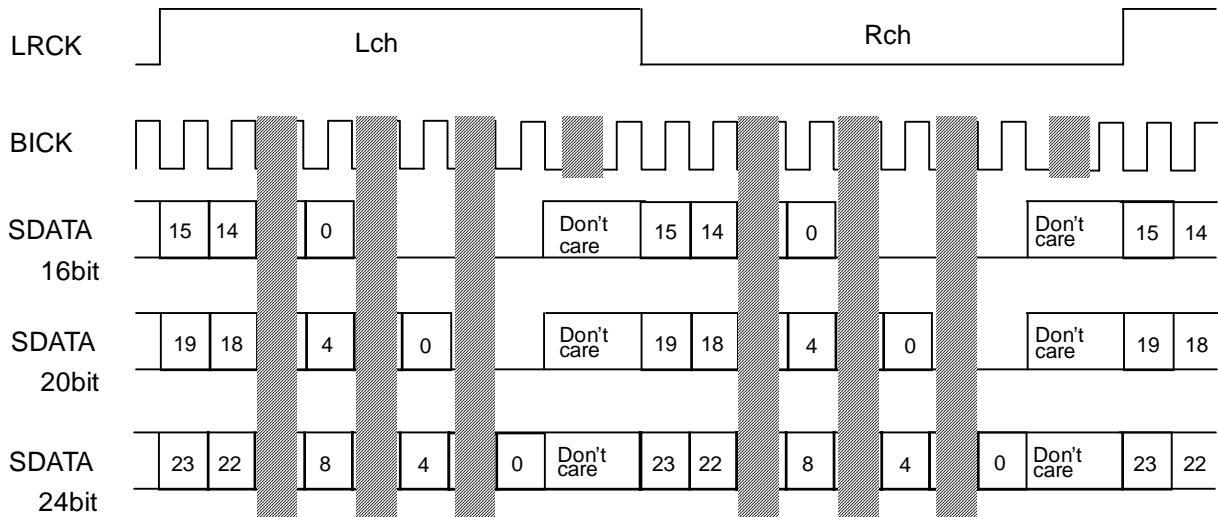 LRCK Lch Rch
BICK
SDATA 15 14 0 Don't care 15 14 0 Don't care 15 14
16bit
SDATA 19 18 4 0 Don't care 19 18 4 0 Don't care 19 18
20bit
SDATA 23 22 8 4 0 Don't care 23 22 8 4 0 Don't care 23 22
24bit